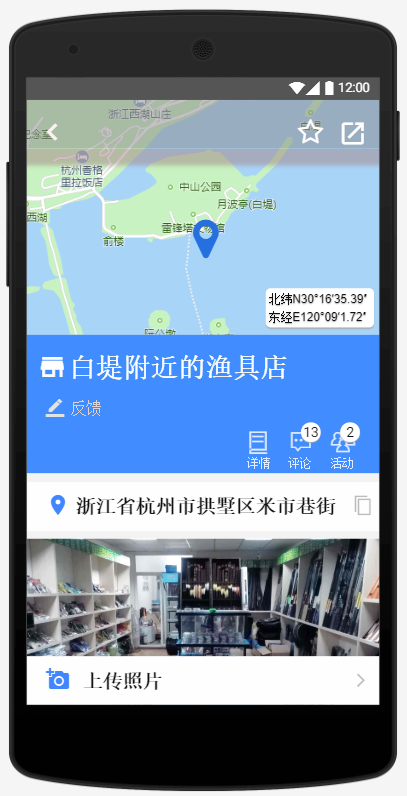 12:00
浙江西湖山庄
纪念室
杭州香格
里拉饭店
中山公园
月波亭(白堤)
西湖
俞楼
雷锋塔
北纬N30°16'35.39"
东经E120°09'1.72"
白堤附近的渔具店
反馈
13
2
详情
评论
活动
浙江省杭州市拱墅区米市巷街
上传照片